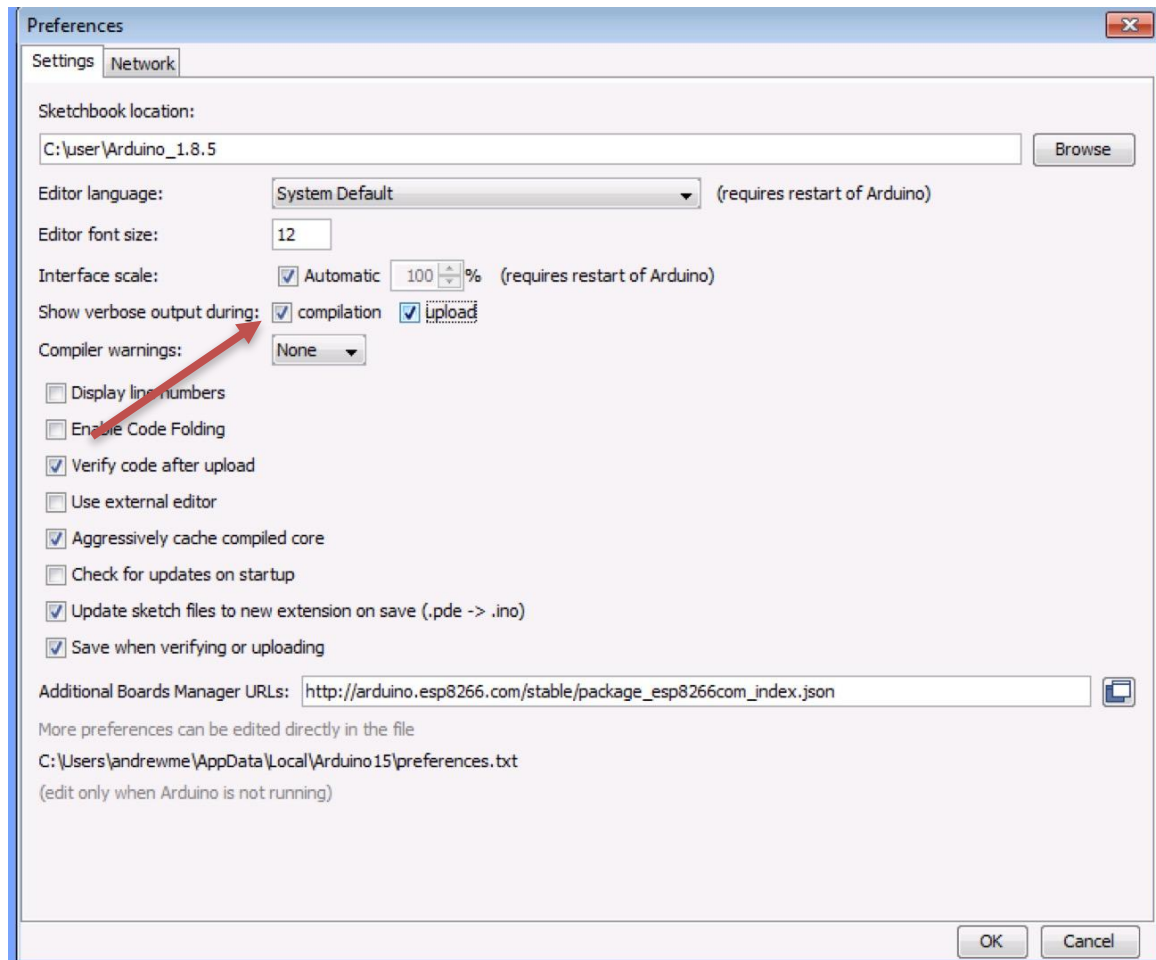 Preferences
Settings Network
Sketchbook location:
C:\user\Arduino_1.8.5 Browse
Editor language: System Default (requires restart of Arduino)
Editor font size: 12
Interface scale: Automatic 100 % (requires restart of Arduino)
Show verbose output during: compilation upload
Compiler warnings: None
Display line numbers
Enable Code Folding
Verify code after upload
Use external editor
Aggressively cache compiled core
Check for updates on startup
Update sketch files to new extension on save (.pde -> .ino)
Save when verifying or uploading
Additional Boards Manager URLs: http://arduino.esp8266.com/stable/package_esp8266com_index.json
More preferences can be edited directly in the file
C:\Users\andrewme\AppData\Local\Arduino15\preferences.txt
(edit only when Arduino is not running)
OK Cancel